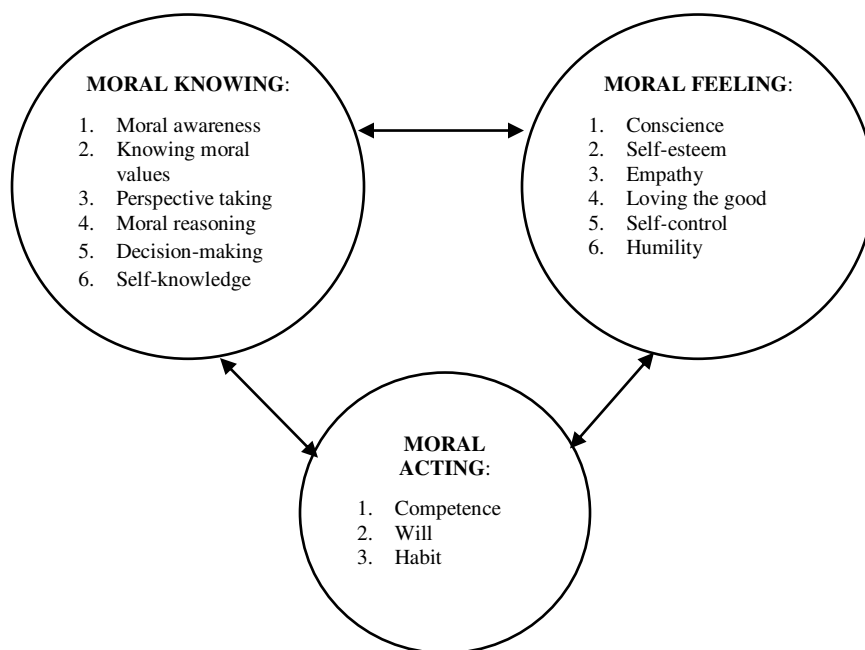 MORAL KNOWING:
1. Moral awareness
2. Knowing moral
values
3. Perspective taking
4. Moral reasoning
5. Decision-making
6. Self-knowledge
MORAL FEELING:
1. Conscience
2. Self-esteem
3. Empathy
4. Loving the good
5. Self-control
6. Humility
MORAL
ACTING:
1. Competence
2. Will
3. Habit